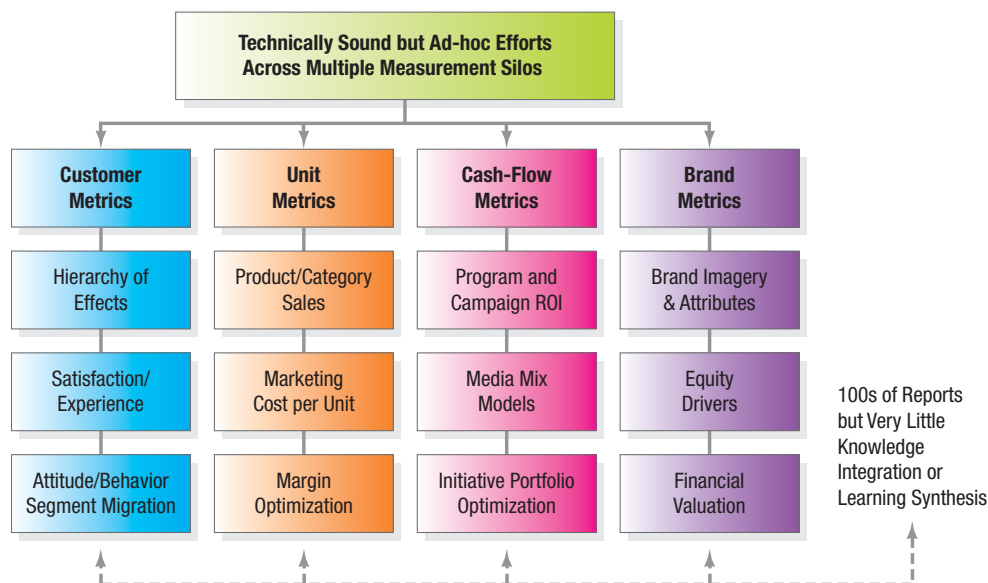 Technically Sound but Ad-hoc Efforts
Across Multiple Measurement Silos
Customer
Metrics
Hierarchy of
Effects
Satisfaction/
Experience
Attitude/Behavior
Segment Migration
Unit
Metrics
Product/Category
Sales
Marketing
Cost per Unit
Margin
Optimization
Cash-Flow
Metrics
Program and
Campaign ROI
Media Mix
Models
Initiative Portfolio
Optimization
Brand
Metrics
Brand Imagery
& Attributes
Equity
Drivers
Financial
Valuation
100s of Reports
but Very Little
Knowledge
Integration or
Learning Synthesis